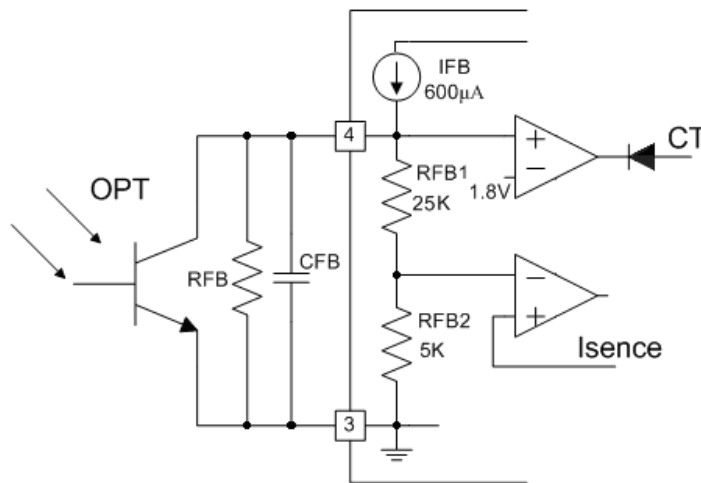 IFB
600μA
4
CT
OPT
RFB1
25K
1.8V
+
−
RFB
CFB
RFB2
5K
−
+
Isence
3